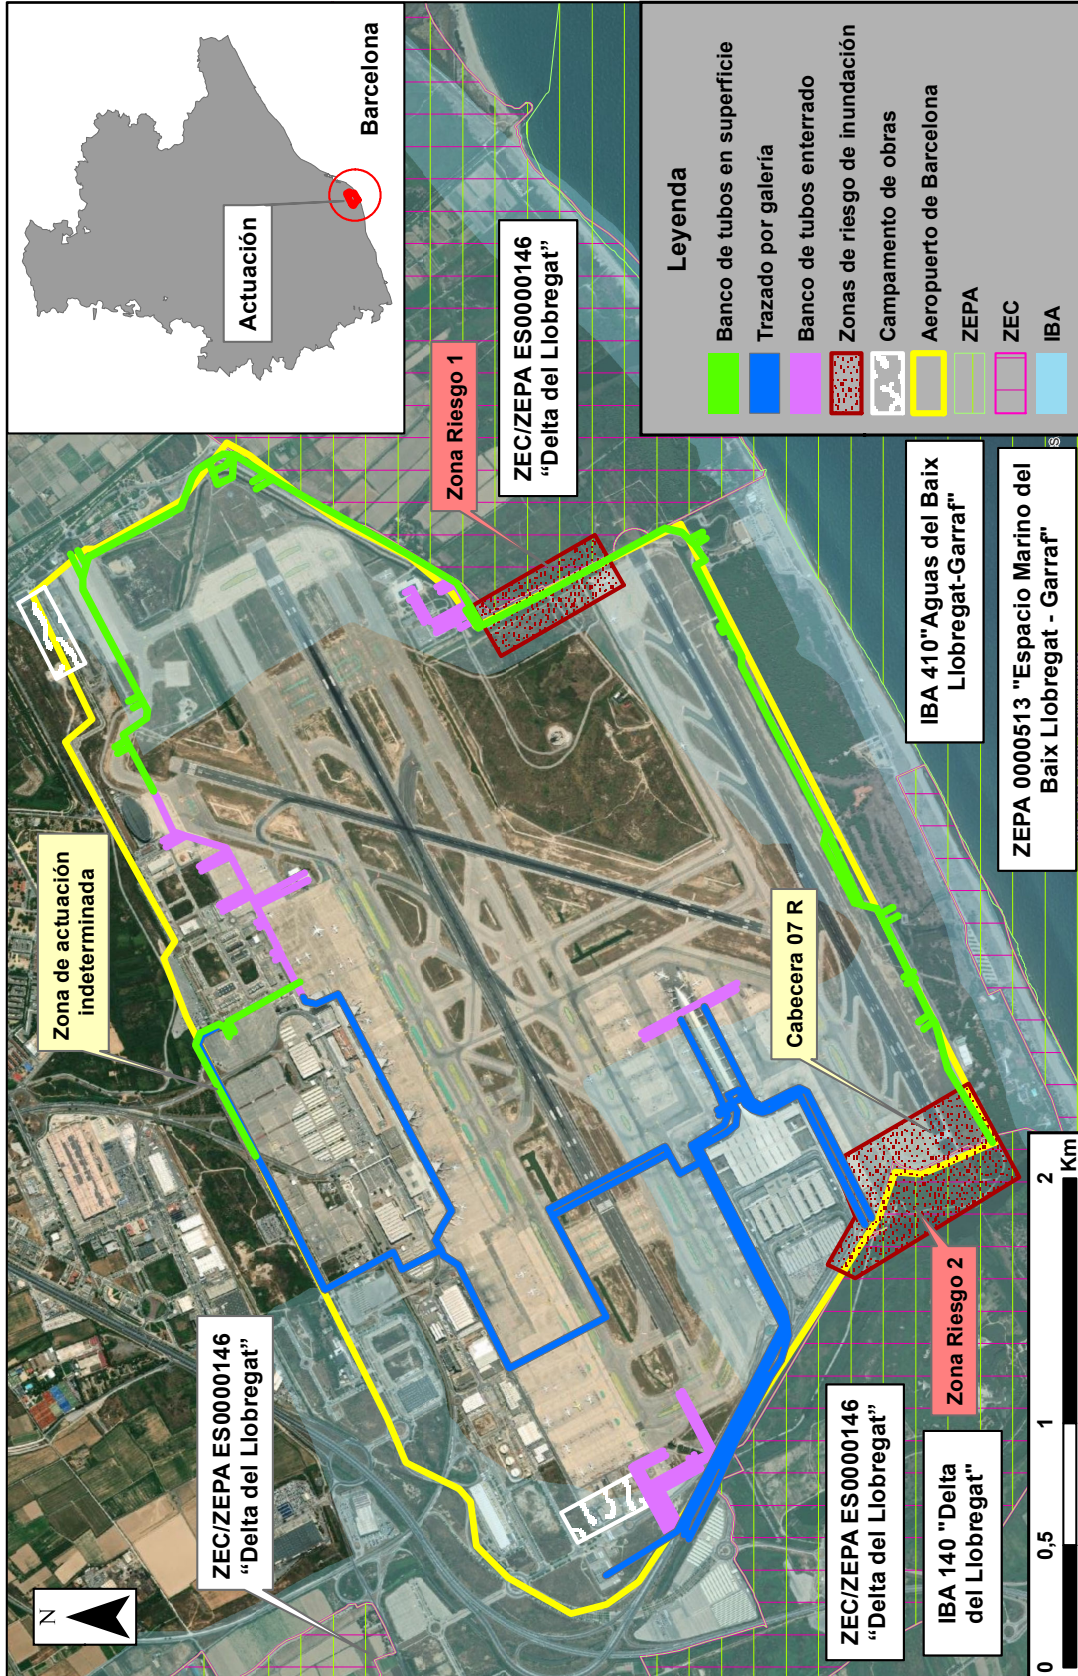 N
Zona de actuación
indeterminada
ZEC/ZEPA ES0000146
“Delta del Llobregat”
Actuación
Barcelona
Zona Riesgo 1
ZEC/ZEPA ES0000146
“Delta del Llobregat”
Cabecera 07 R
Zona Riesgo 2
ZEC/ZEPA ES0000146
“Delta del Llobregat”
IBA 140 "Delta
del Llobregat"
IBA 410"Aguas del Baix
Llobregat-Garraf"
ZEPA 0000513 "Espacio Marino del
Baix Llobregat - Garraf"
Leyenda
Banco de tubos en superficie
Trazado por galería
Banco de tubos enterrado
Zonas de riesgo de inundación
Campamento de obras
Aeropuerto de Barcelona
ZEPA
ZEC
IBA
0 0,5 1 2
Km